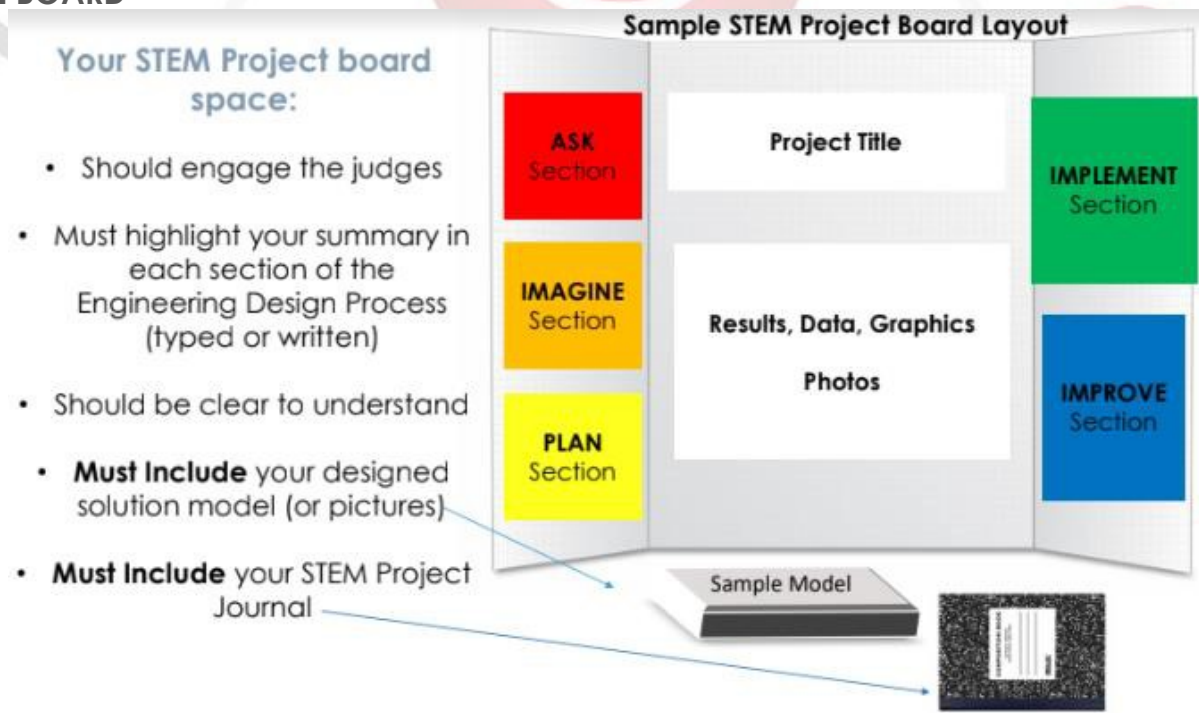 BOARD
Sample STEM Project Board Layout
Your STEM Project board
space:
• Should engage the judges
• Must highlight your summary in
each section of the
Engineering Design Process
(typed or written)
• Should be clear to understand
• Must Include your designed
solution model (or pictures)
• Must Include your STEM Project
Journal
ASK
Section
IMAGINE
Section
PLAN
Section
Project Title
Results, Data, Graphics
Photos
IMPLEMENT
Section
IMPROVE
Section
Sample Model
COMPOSITION BOOK